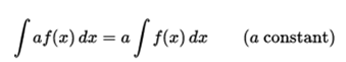 ∫ af(x) dx = a ∫ f(x) dx (a constant)